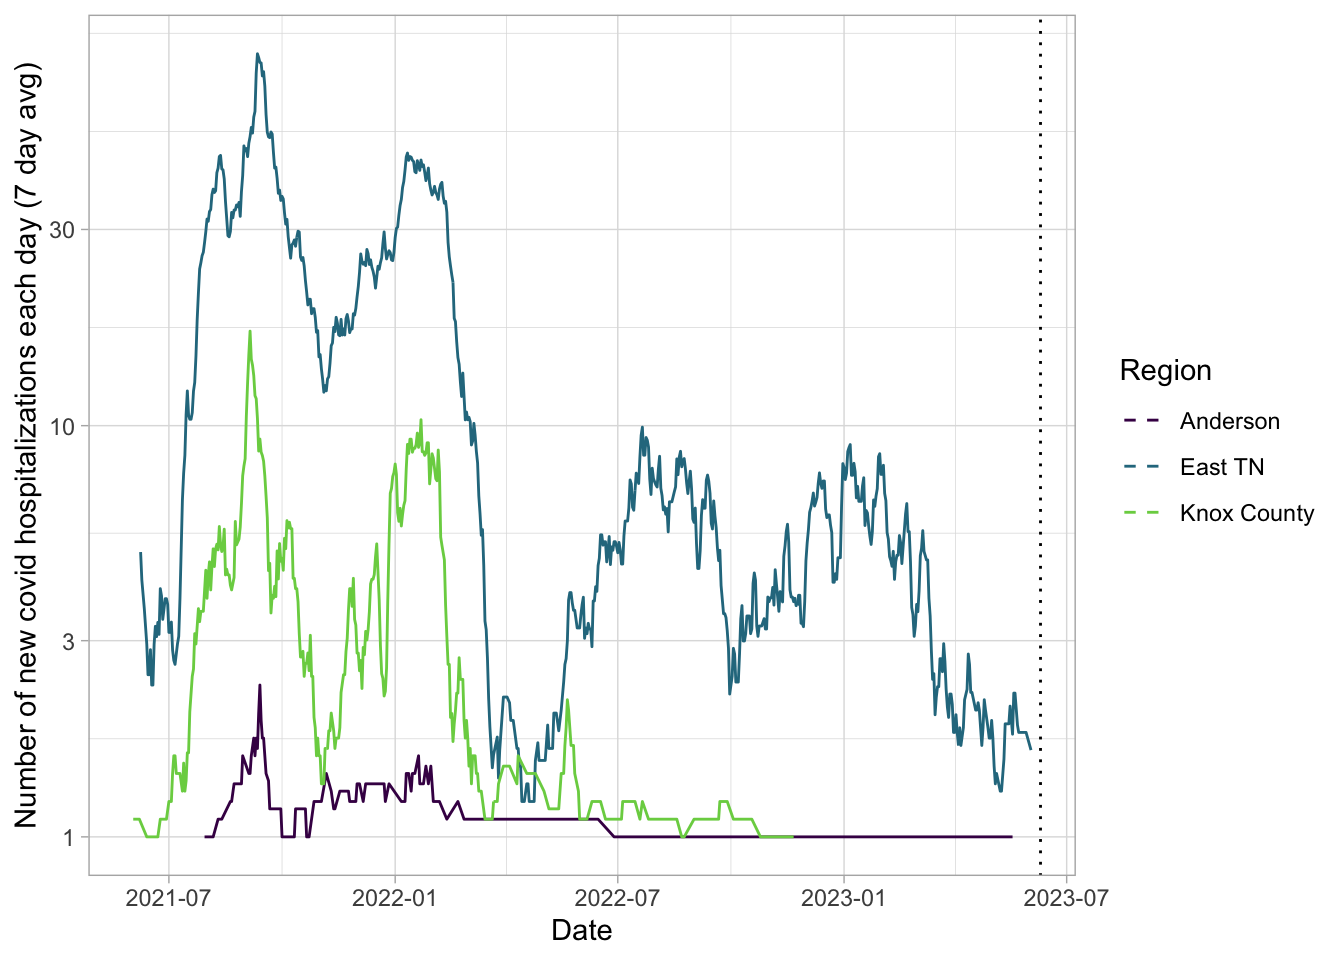 Number of new covid hospitalizations each day (7 day avg)
30
10
3
1
2021-07
2022-01
2022-07
2023-01
2023-07
Date
Region
Anderson
East TN
Knox County